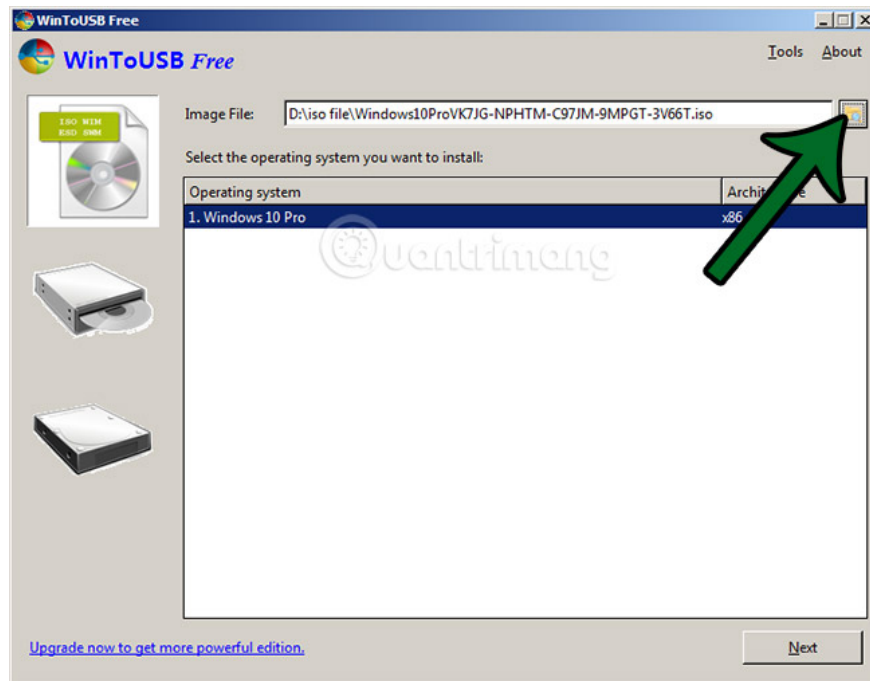 WinToUSB Free
WinToUSB Free
Tools About
ISO WIM
ESD SWM
Image File: D:\iso file\Windows10ProVK7JG-NPHTM-C97JM-9MPGT-3V66T.iso
Select the operating system you want to install:
Operating system
1. Windows 10 Pro x86
Quantrimang
Upgrade now to get more powerful edition.
Next